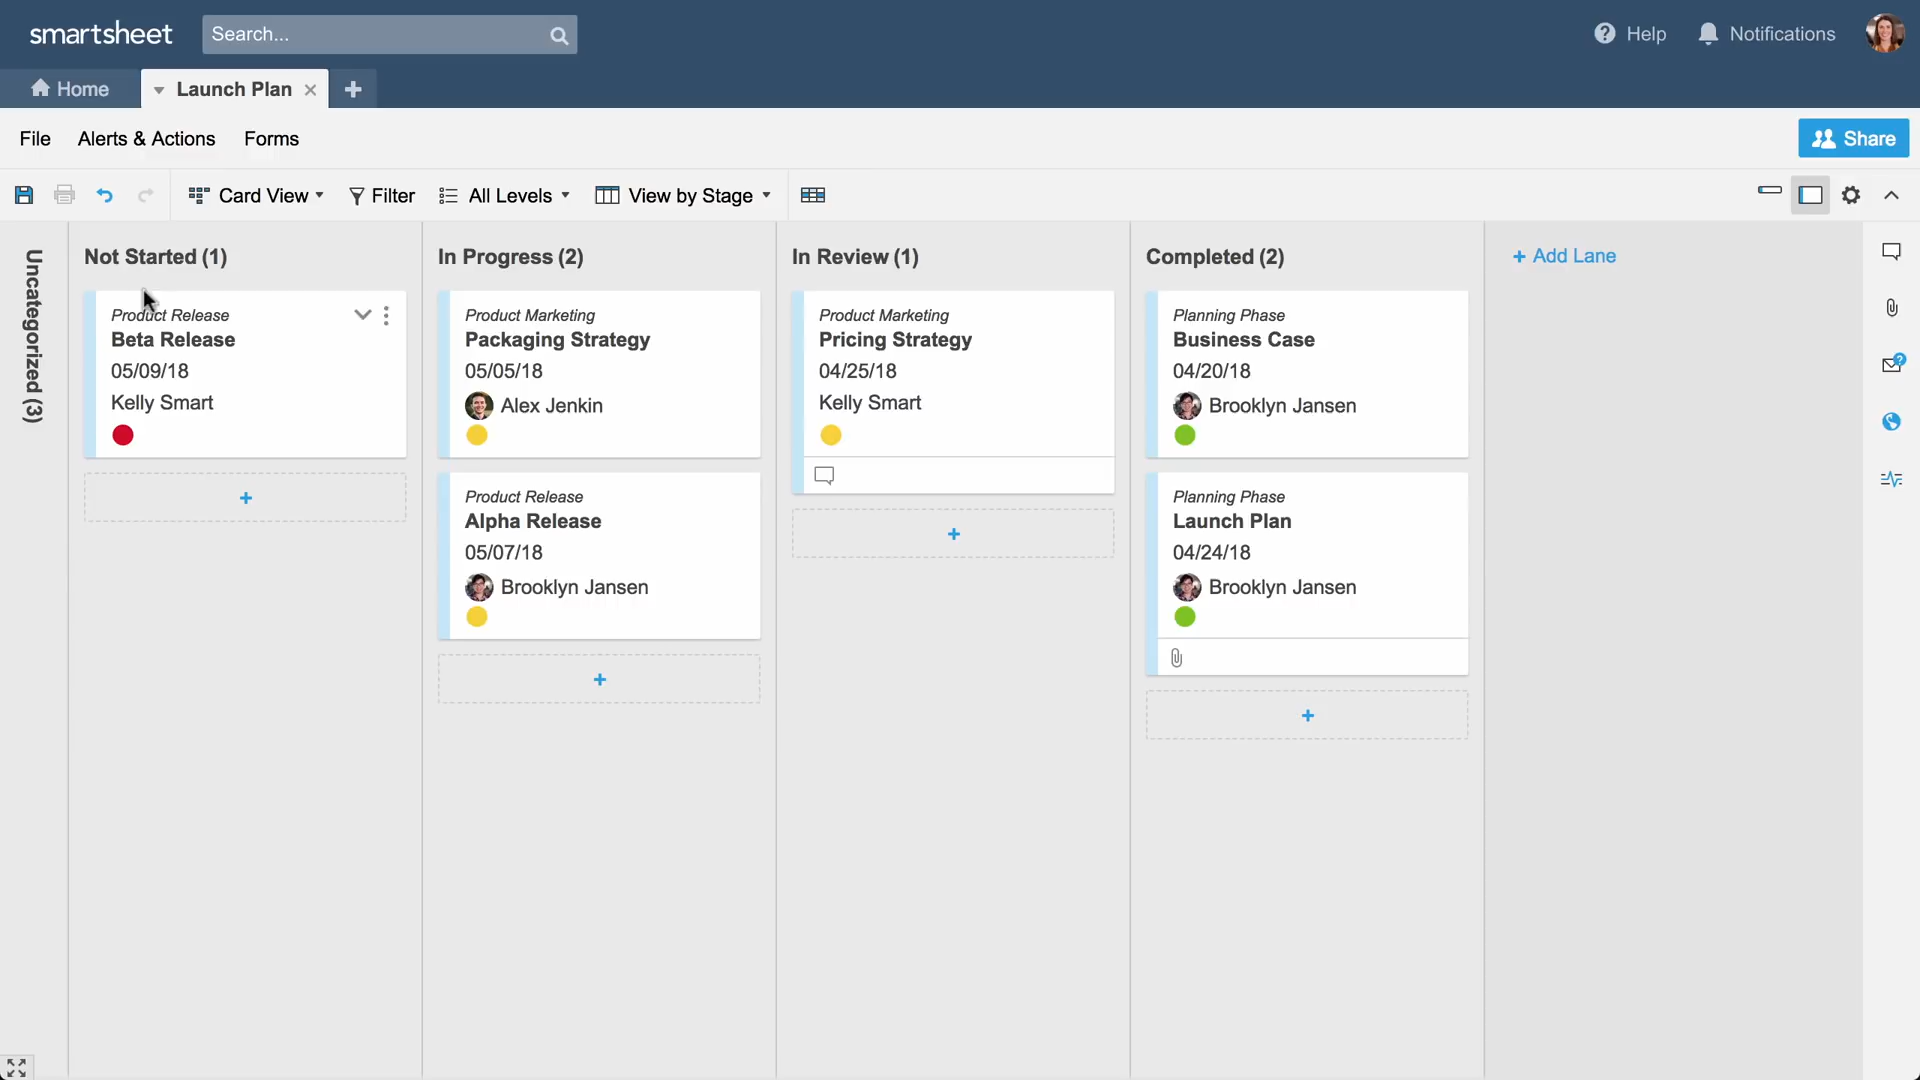 smartsheet
Search...
Help
Notifications
Home
Launch Plan
File
Alerts & Actions
Forms
Share
Card View
Filter
All Levels
View by Stage
Uncategorized (3)
Not Started (1)
Product Release
Beta Release
05/09/18
Kelly Smart
In Progress (2)
Product Marketing
Packaging Strategy
05/05/18
Alex Jenkin
Product Release
Alpha Release
05/07/18
Brooklyn Jansen
In Review (1)
Product Marketing
Pricing Strategy
04/25/18
Kelly Smart
Completed (2)
Planning Phase
Business Case
04/20/18
Brooklyn Jansen
Planning Phase
Launch Plan
04/24/18
Brooklyn Jansen
+ Add Lane